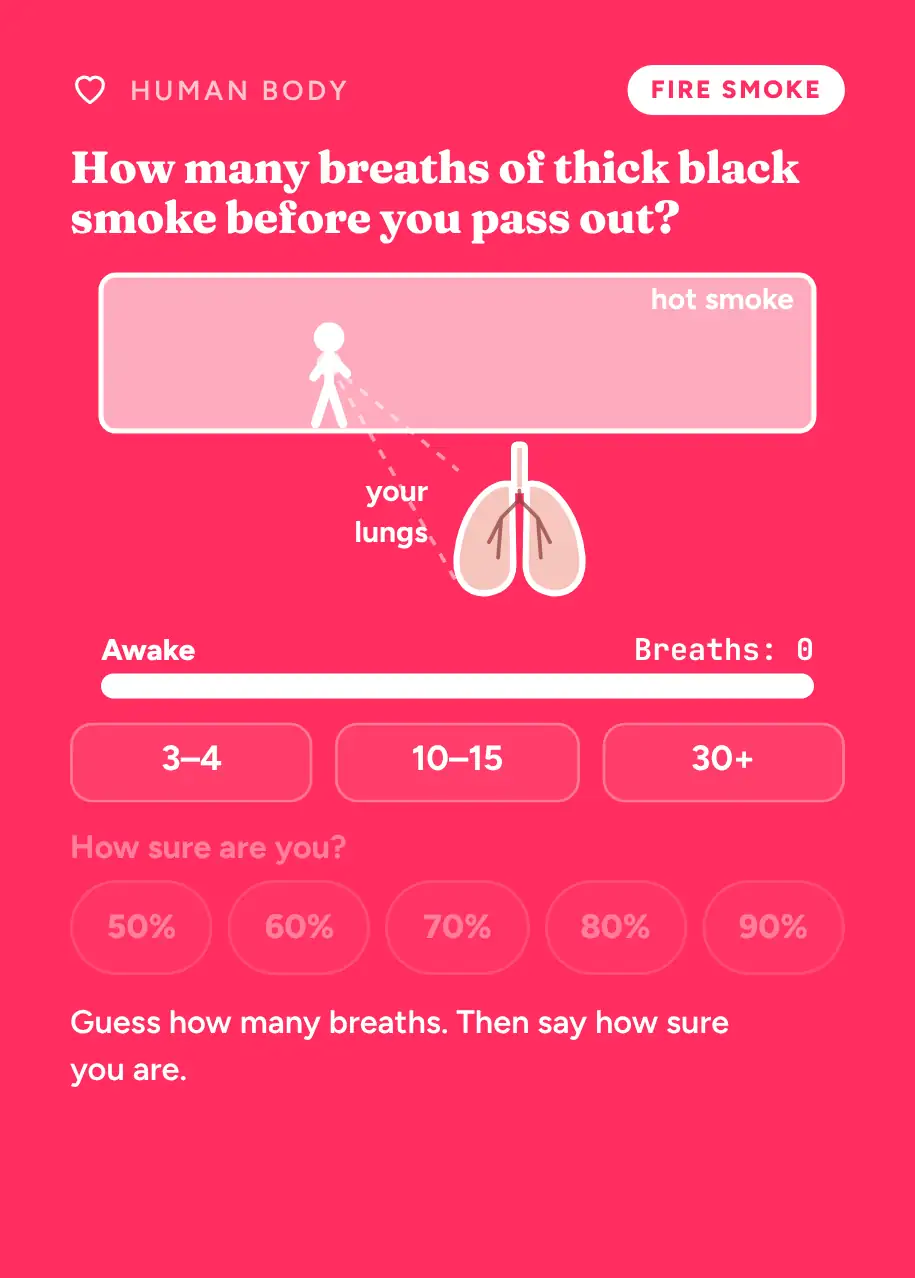 HUMAN BODY
FIRE SMOKE
How many breaths of thick black
smoke before you pass out?
hot smoke
your
lungs
Awake
Breaths: 0
3–4
10–15
30+
How sure are you?
50%
60%
70%
80%
90%
Guess how many breaths. Then say how sure
you are.